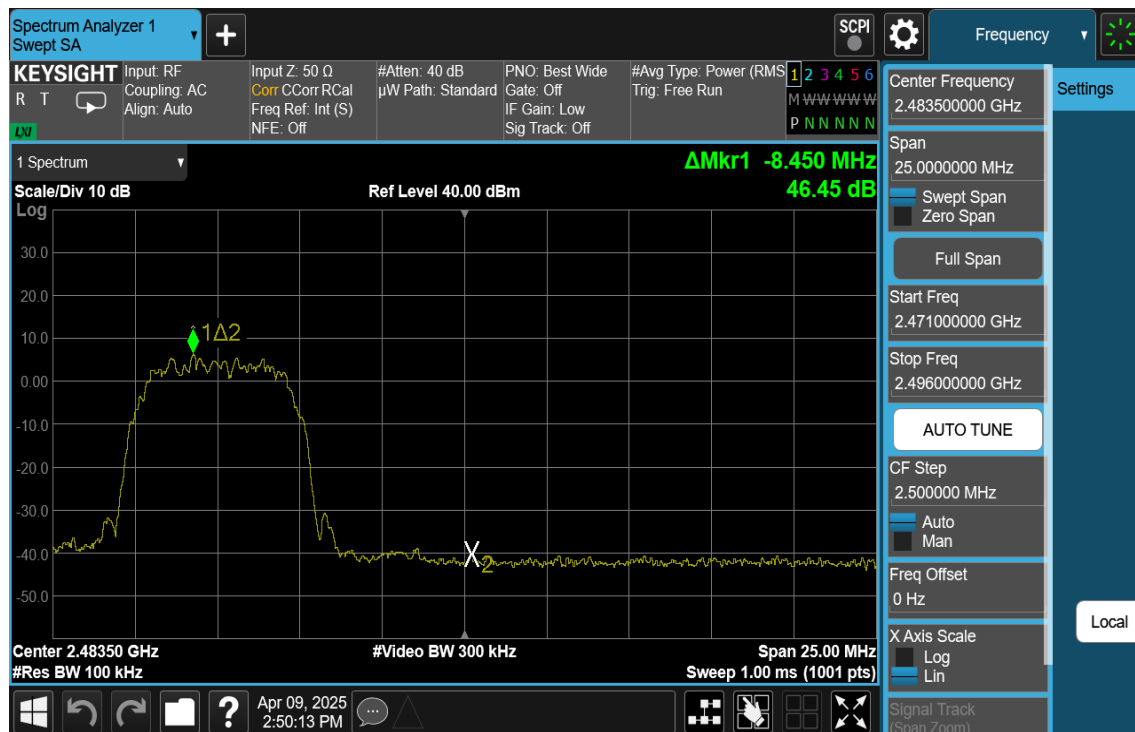 Spectrum Analyzer 1
Swept SA
+
SCPI
Frequency
KEYSIGHT
R T
LXI
Input: RF
Coupling: AC
Align: Auto
Input Z: 50 Ω
Corr CCorr RCal
Freq Ref: Int (S)
NFE: Off
#Atten: 40 dB
µW Path: Standard
PNO: Best Wide
Gate: Off
IF Gain: Low
Sig Track: Off
#Avg Type: Power (RMS
Trig: Free Run
1 2 3 4 5 6
M W W W W W
P N N N N N
Settings
1 Spectrum
ΔMkr1 -8.450 MHz
46.45 dB
Scale/Div 10 dB
Ref Level 40.00 dBm
Log
30.0
20.0
10.0
0.00
-10.0
-20.0
-30.0
-40.0
-50.0
1Δ2
X2
Center 2.48350 GHz
#Video BW 300 kHz
Span 25.00 MHz
#Res BW 100 kHz
Sweep 1.00 ms (1001 pts)
Center Frequency
2.483500000 GHz
Span
25.0000000 MHz
Swept Span
Zero Span
Full Span
Start Freq
2.471000000 GHz
Stop Freq
2.496000000 GHz
AUTO TUNE
CF Step
2.500000 MHz
Auto
Man
Freq Offset
0 Hz
X Axis Scale
Log
Lin
Signal Track
(Span Zoom)
Local
?
Apr 09, 2025
2:50:13 PM